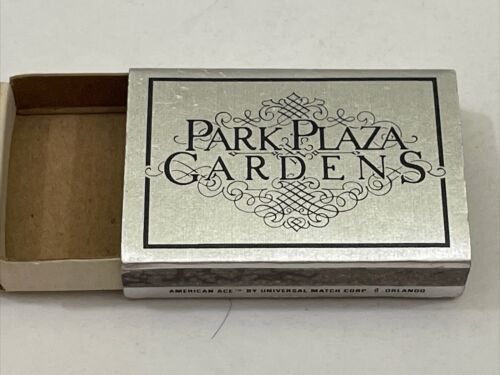 PARK PLAZA
GARDENS
AMERICAN ACE™ BY UNIVERSAL MATCH CORP. ORLANDO